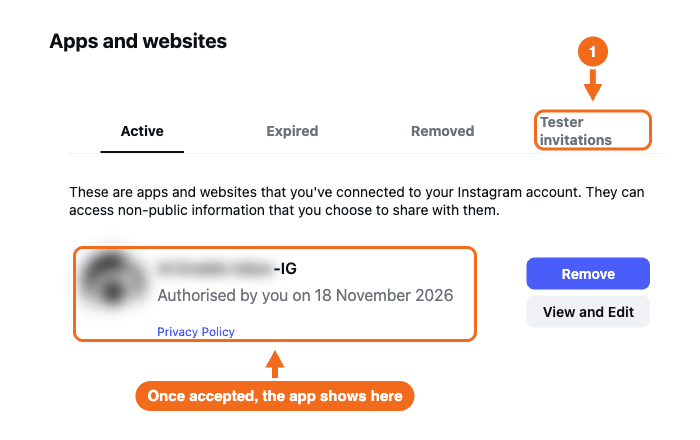 Apps and websites
1
Active
Expired
Removed
Tester
invitations
These are apps and websites that you've connected to your Instagram account. They can
access non-public information that you choose to share with them.
-IG
Authorised by you on 18 November 2026
Privacy Policy
Remove
View and Edit
Once accepted, the app shows here